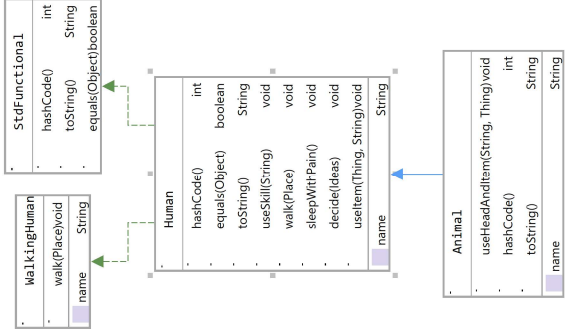 WalkingHuman
walk(Place)void
name String
StdFunctional
hashCode() int
toString() String
equals(Object)boolean
Human
hashCode() int
equals(Object) boolean
toString() String
useSkill(String) void
walk(Place) void
sleepWithPain() void
decide(Ideas) void
useItem(Thing, String)void
name String
Animal
useHeadAndItem(String, Thing)void
hashCode() int
toString() String
name String